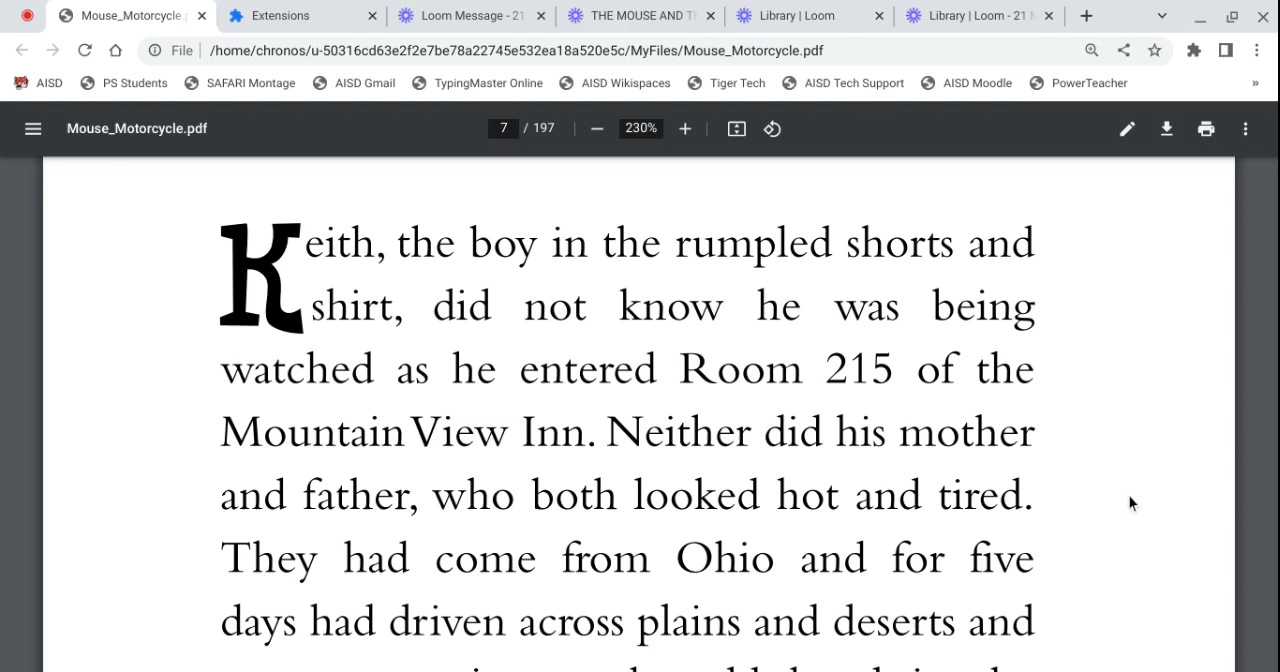 Mouse_Motorcycle.p
Extensions
Loom Message - 21
THE MOUSE AND T
Library | Loom
Library | Loom - 21
File
/home/chronos/u-50316cd63e2f2e7be78a22745e532ea18a520e5c/MyFiles/Mouse_Motorcycle.pdf
AISD
PS Students
SAFARI Montage
AISD Gmail
TypingMaster Online
AISD Wikispaces
Tiger Tech
AISD Tech Support
AISD Moodle
PowerTeacher
»
Mouse_Motorcycle.pdf
7 / 197
230%
Keith, the boy in the rumpled shorts and
shirt, did not know he was being
watched as he entered Room 215 of the
Mountain View Inn. Neither did his mother
and father, who both looked hot and tired.
They had come from Ohio and for five
days had driven across plains and deserts and